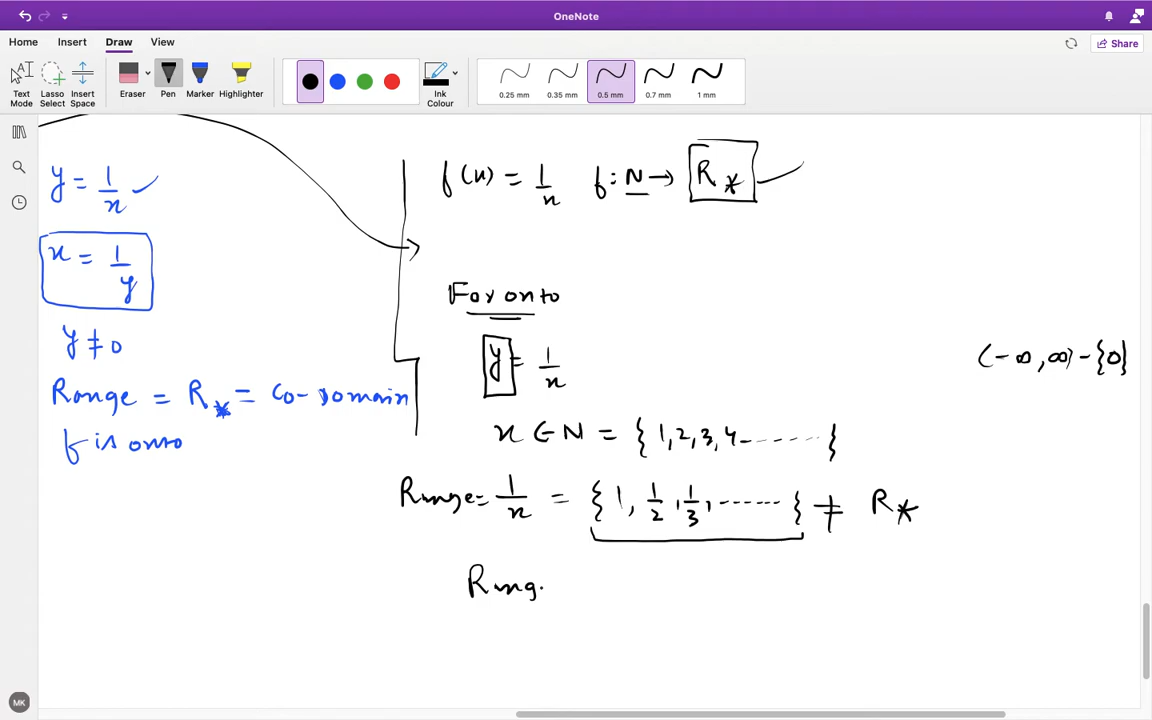 OneNote
Home Insert Draw View
Share
Text Mode
Lasso Select
Insert Space
Eraser
Pen
Marker
Highlighter
Ink Colour
0.25 mm
0.35 mm
0.5 mm
0.7 mm
1 mm
y = 1/x
x = 1/y
y ≠ 0
Range = R* = Co-domain
f is onto
f(x) = 1/x f: N → R*
For onto
y = 1/x
(-∞, ∞) - {0}
x ∈ N = {1, 2, 3, 4 ------}
Range = 1/x = {1, 1/2, 1/3, ------} ≠ R*
Rang
MK